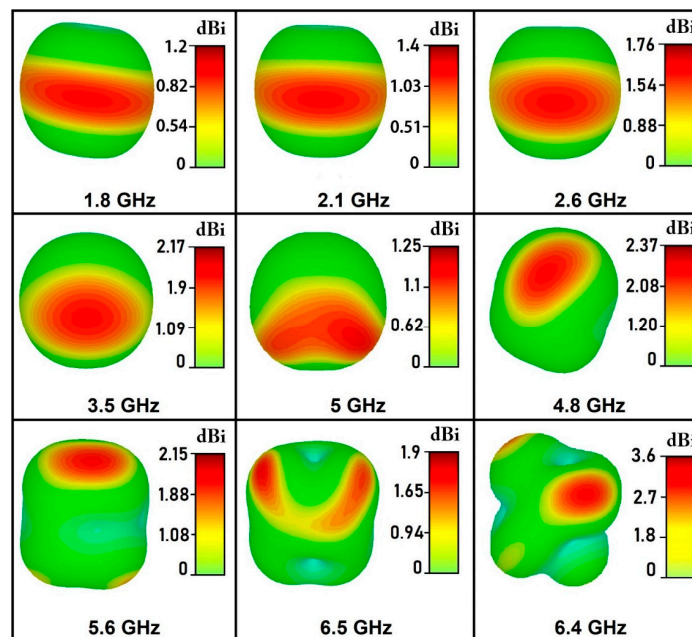 dBi
1.2
0.82
0.54
0
1.8 GHz
dBi
1.4
1.03
0.51
0
2.1 GHz
dBi
1.76
1.54
0.88
0
2.6 GHz
dBi
2.17
1.9
1.09
0
3.5 GHz
dBi
1.25
1.1
0.62
0
5 GHz
dBi
2.37
2.08
1.20
0
4.8 GHz
dBi
2.15
1.88
1.08
0
5.6 GHz
dBi
1.9
1.65
0.94
0
6.5 GHz
dBi
3.6
2.7
1.8
0
6.4 GHz